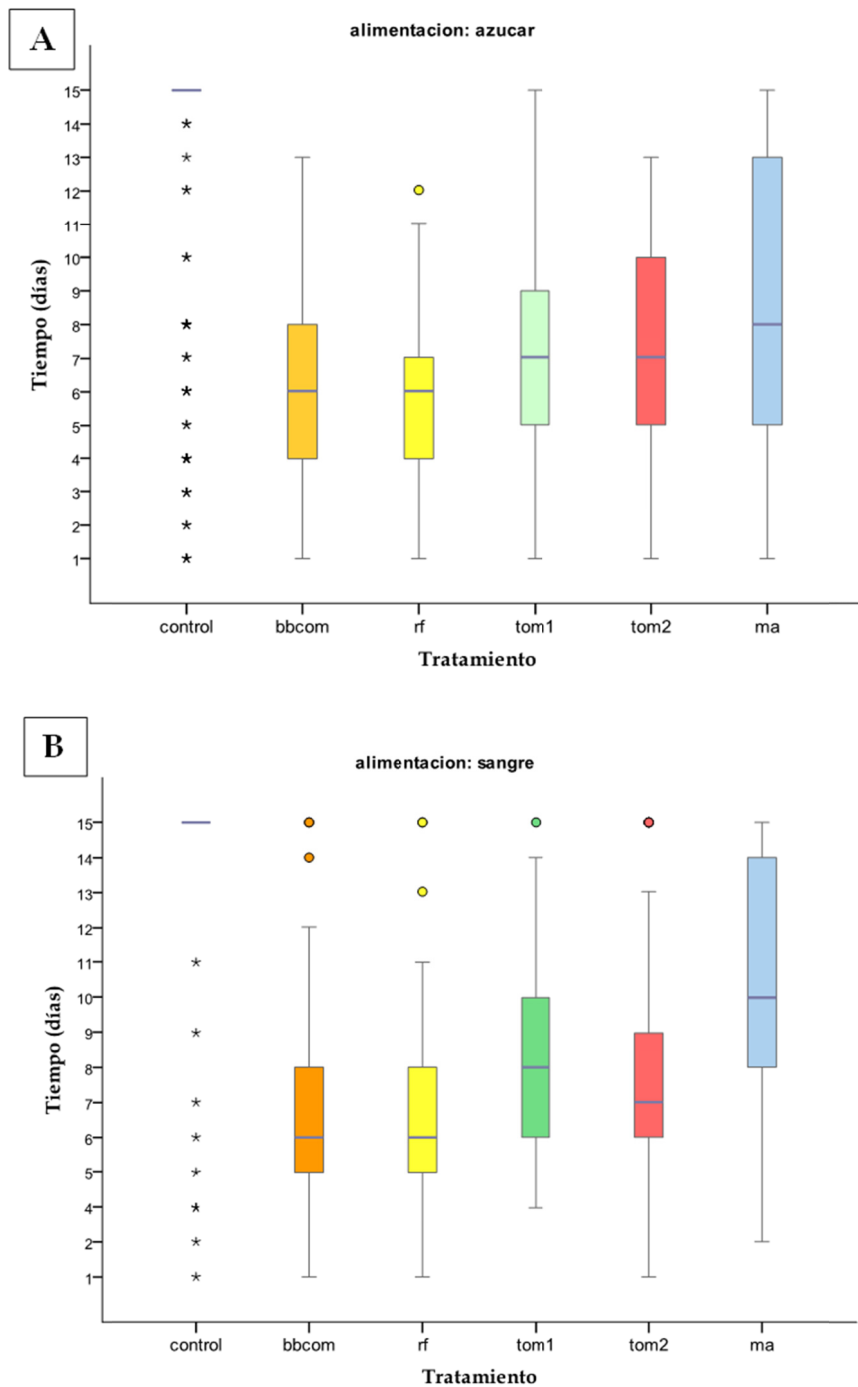 A
alimentacion: azucar
15
14
13
12
11
10
9
8
7
6
5
4
3
2
1
Tiempo (días)
control bbcom rf tom1 tom2 ma
Tratamiento
B
alimentacion: sangre
15
14
13
12
11
10
9
8
7
6
5
4
2
1
Tiempo (días)
control bbcom rf tom1 tom2 ma
Tratamiento